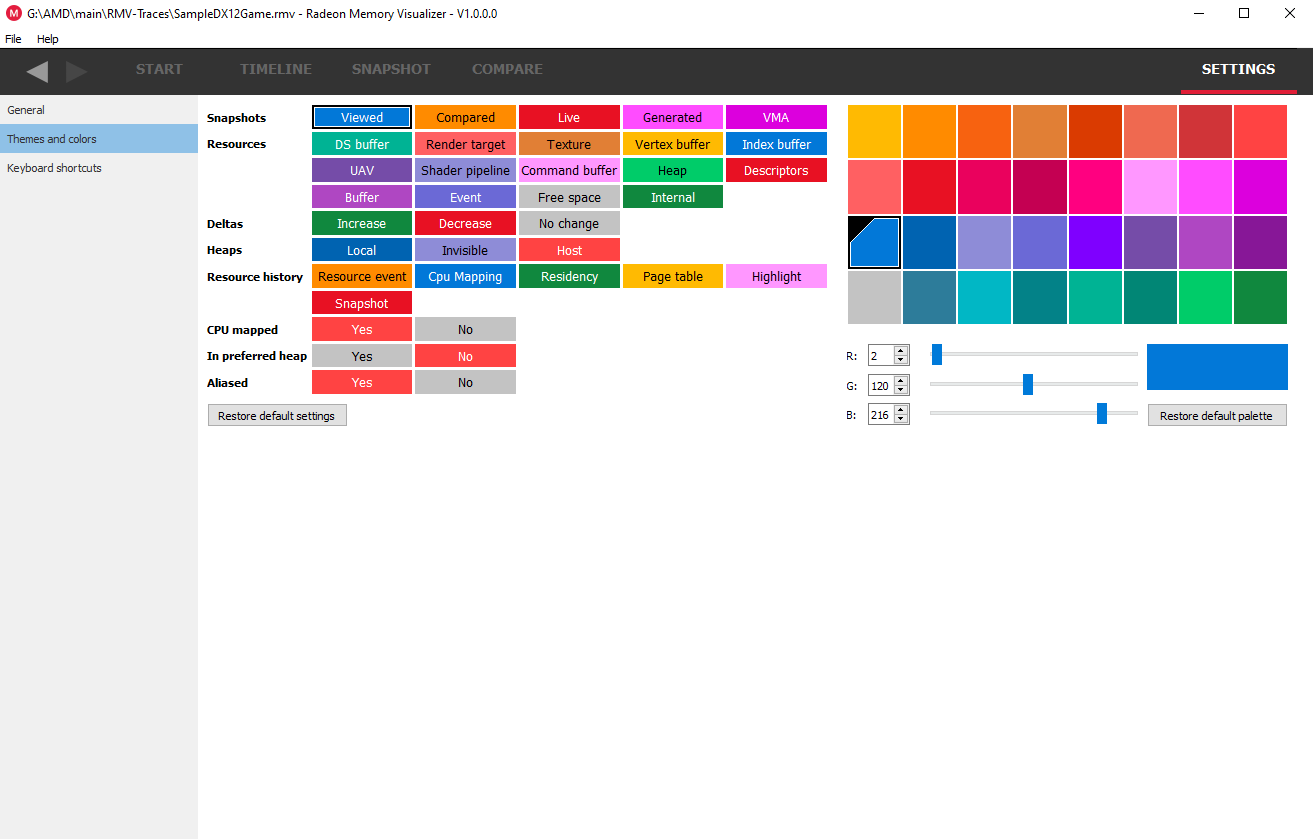 M G:\AMD\main\RMV-Traces\SampleDX12Game.rmv - Radeon Memory Visualizer - V1.0.0.0
File Help
START TIMELINE SNAPSHOT COMPARE SETTINGS
General
Themes and colors
Keyboard shortcuts
Snapshots Viewed Compared Live Generated VMA
Resources DS buffer Render target Texture Vertex buffer Index buffer
UAV Shader pipeline Command buffer Heap Descriptors
Buffer Event Free space Internal
Deltas Increase Decrease No change
Heaps Local Invisible Host
Resource history Resource event Cpu Mapping Residency Page table Highlight
Snapshot
CPU mapped Yes No
In preferred heap Yes No
Aliased Yes No
Restore default settings
R: 2
G: 120
B: 216
Restore default palette